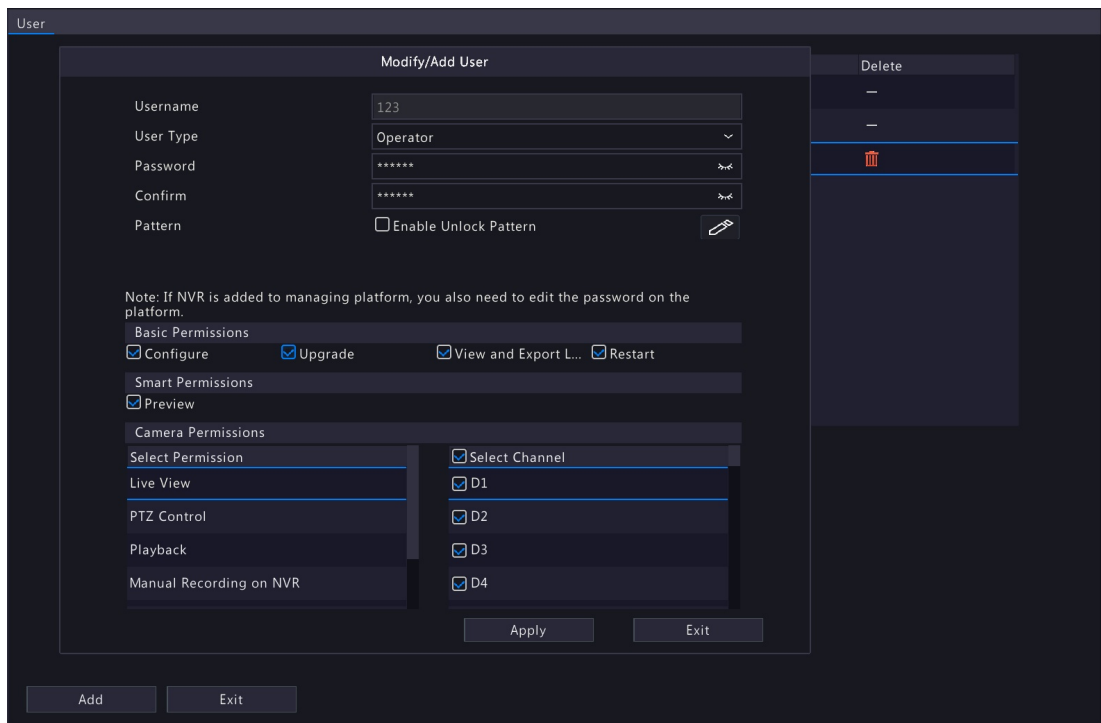 User
Modify/Add User
Delete
Username 123
—
User Type Operator
—
Password ******
Confirm ******
Pattern Enable Unlock Pattern
Note: If NVR is added to managing platform, you also need to edit the password on the
platform.
Basic Permissions
Configure Upgrade View and Export L... Restart
Smart Permissions
Preview
Camera Permissions
Select Permission Select Channel
Live View D1
PTZ Control D2
Playback D3
Manual Recording on NVR D4
Apply Exit
Add Exit